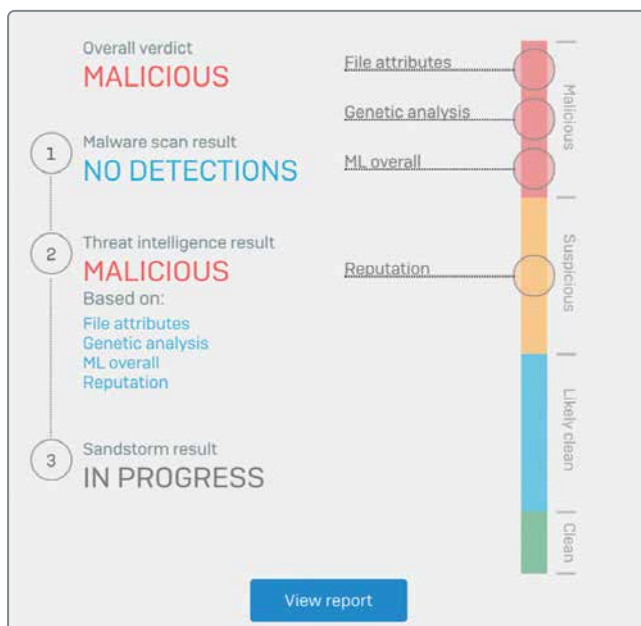 Overall verdict
MALICIOUS
1
Malware scan result
NO DETECTIONS
2
Threat intelligence result
MALICIOUS
Based on:
File attributes
Genetic analysis
ML overall
Reputation
3
Sandstorm result
IN PROGRESS
File attributes
Genetic analysis
ML overall
Reputation
Malicious
Suspicious
Likely clean
Clean
View report